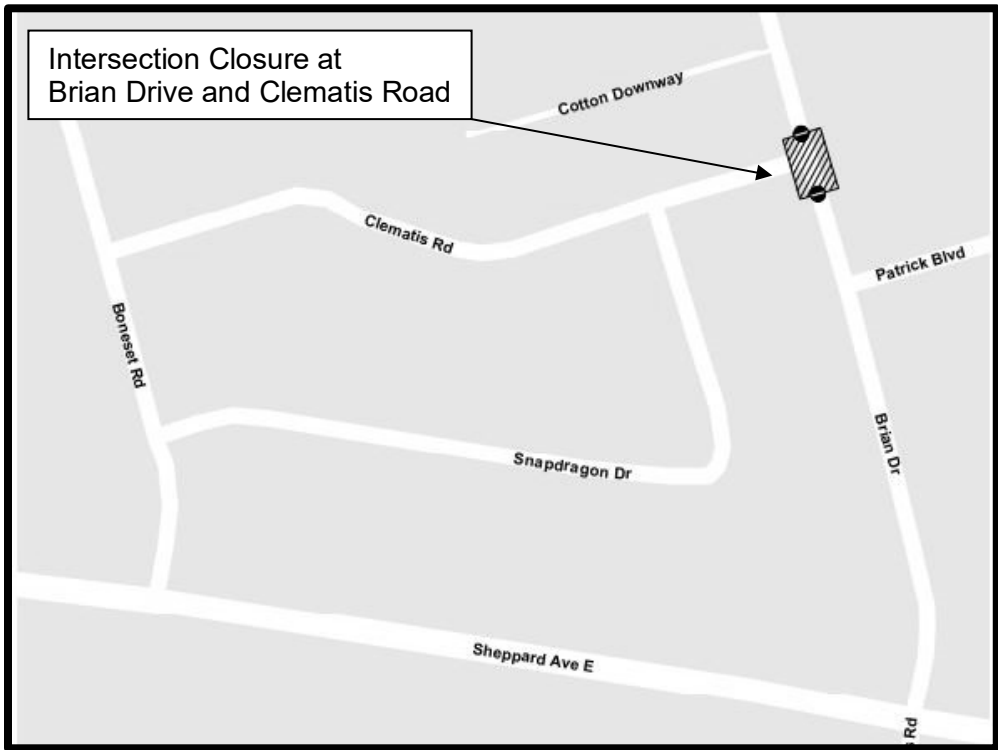 Intersection Closure at
Brian Drive and Clematis Road
Cotton Downway
Clematis Rd
Patrick Blvd
Boneset Rd
Brian Dr
Snapdragon Dr
Sheppard Ave E
Rd